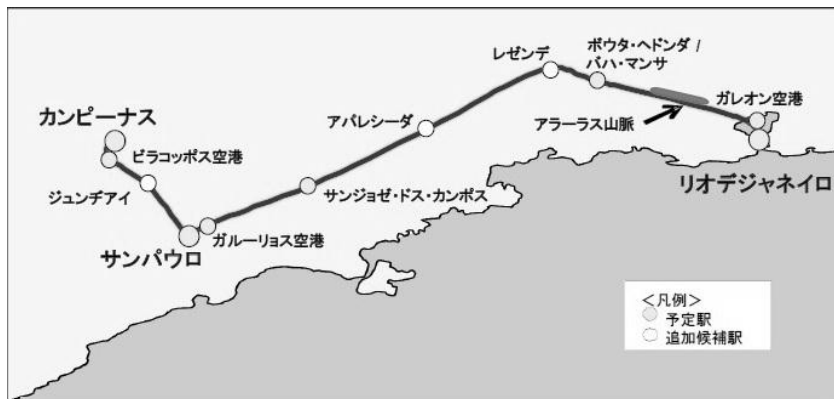 ボウタ・ヘドンダ /
バハ・マンサ
レゼンデ
ガレオン空港
アラーラス山脈
アパレシーダ
カンピーナス
ビラコッポス空港
ジュンヂアイ
サンジョゼ・ドス・カンポス
リオデジャネイロ
ガルーリョス空港
サンパウロ
<凡例>
予定駅
追加候補駅